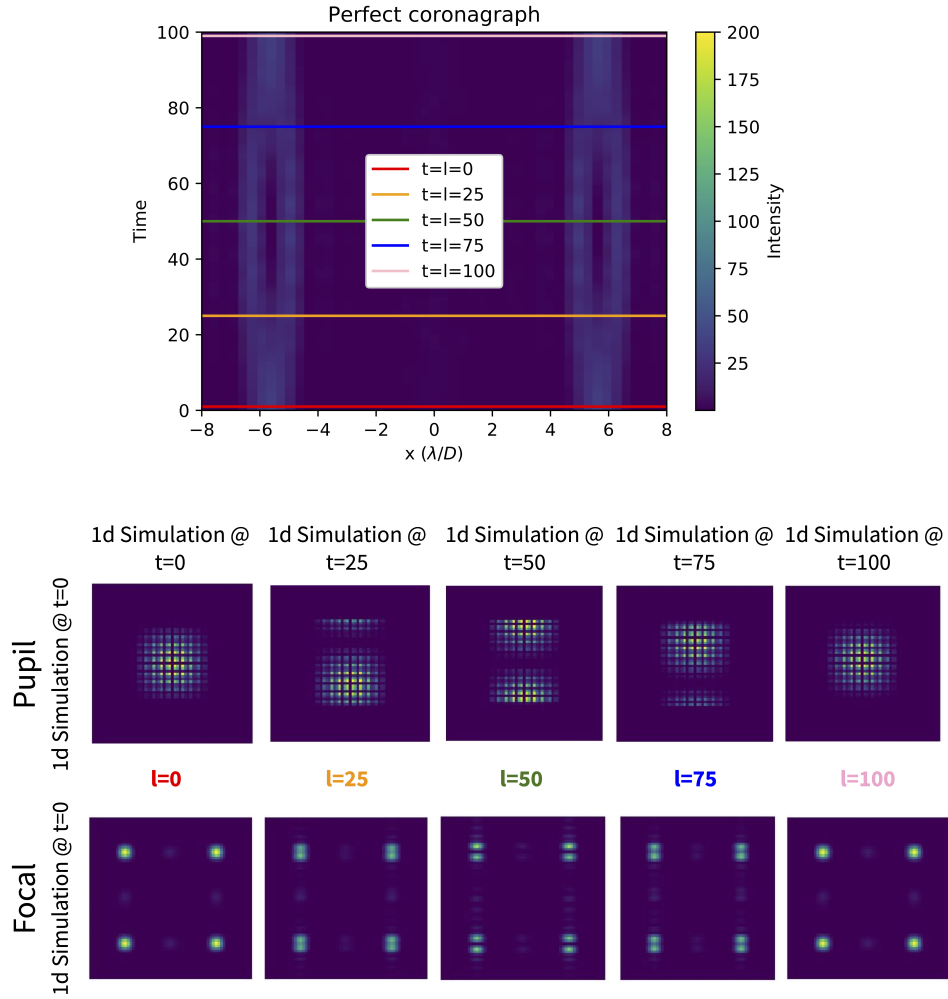 Perfect coronagraph
100
80
60
40
20
0
Time
−8
−6
−4
−2
0
2
4
6
8
x (λ/D)
t=l=0
t=l=25
t=l=50
t=l=75
t=l=100
200
175
150
125
100
75
50
25
Intensity
1d Simulation @
t=0
1d Simulation @
t=25
1d Simulation @
t=50
1d Simulation @
t=75
1d Simulation @
t=100
Pupil
1d Simulation @ t=0
l=0
l=25
l=50
l=75
l=100
Focal
1d Simulation @ t=0